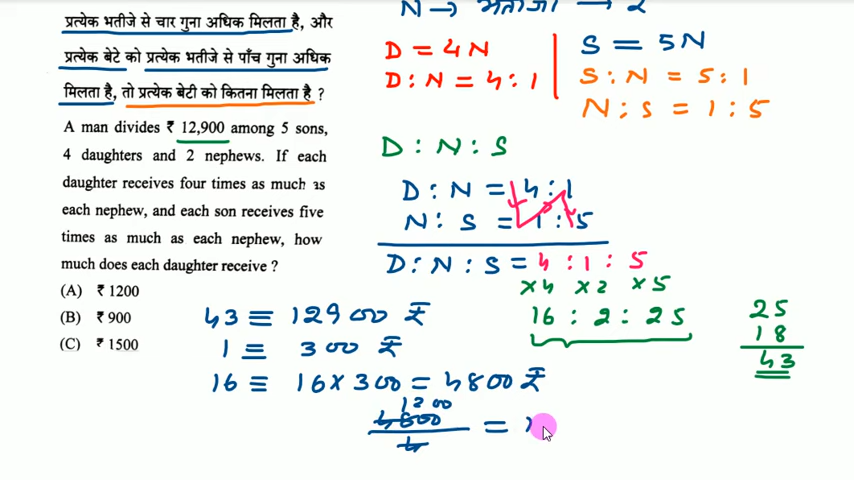 प्रत्येक भतीजे से चार गुना अधिक मिलता है, और
प्रत्येक बेटे को प्रत्येक भतीजे से पाँच गुना अधिक
मिलता है, तो प्रत्येक बेटी को कितना मिलता है ?
A man divides ₹ 12,900 among 5 sons,
4 daughters and 2 nephews. If each
daughter receives four times as much as
each nephew, and each son receives five
times as much as each nephew, how
much does each daughter receive ?
(A) ₹ 1200
(B) ₹ 900
(C) ₹ 1500
N → भतीजा → 2
D = 4N
D : N = 4 : 1
S = 5N
S : N = 5 : 1
N : S = 1 : 5
D : N : S
D : N = 4 : 1
N : S = 1 : 5
D : N : S = 4 : 1 : 5
×4 ×2 ×5
16 : 2 : 25
25
18
43
43 ≡ 12900 ₹
1 ≡ 300 ₹
16 ≡ 16×300 = 4800 ₹
1200
4800
4
=